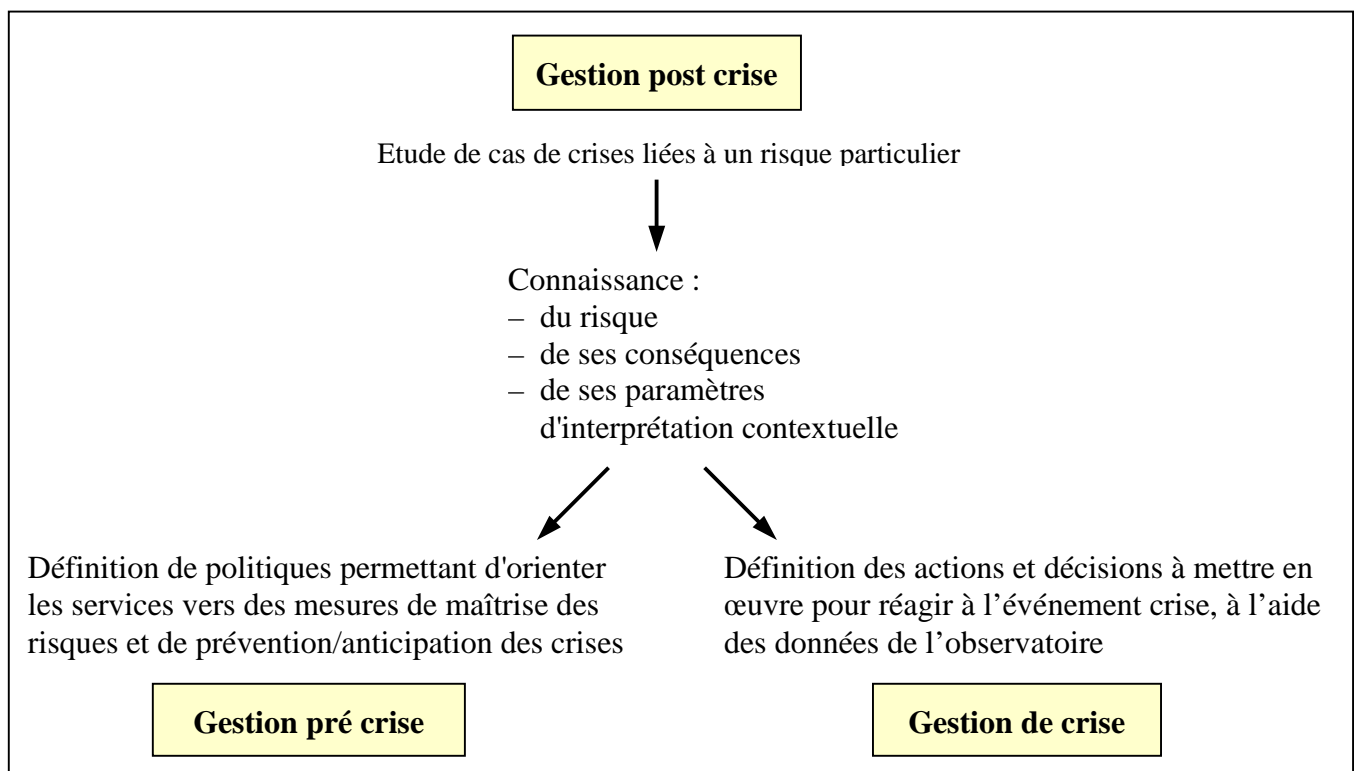 Gestion post crise
Etude de cas de crises liées à un risque particulier
Connaissance :
– du risque
– de ses conséquences
– de ses paramètres
d'interprétation contextuelle
Définition de politiques permettant d'orienter
les services vers des mesures de maîtrise des
risques et de prévention/anticipation des crises
Gestion pré crise
Définition des actions et décisions à mettre en
œuvre pour réagir à l’événement crise, à l’aide
des données de l’observatoire
Gestion de crise